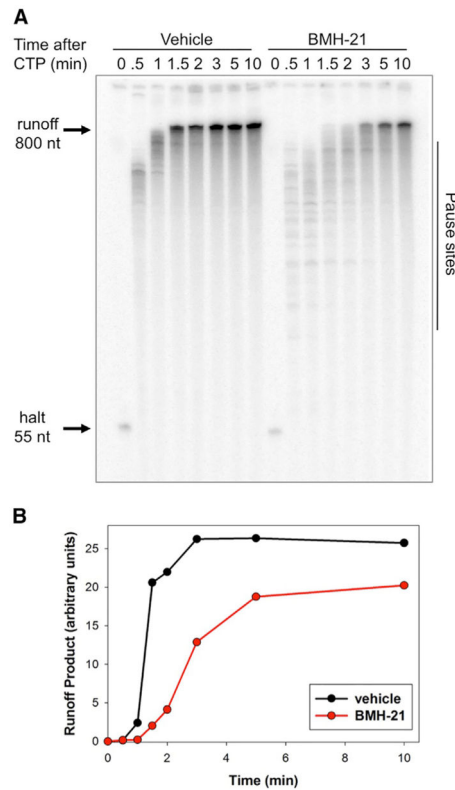 A
Time after CTP (min)
Vehicle
BMH-21
0 .5 1 1.5 2 3 5 10 0 .5 1 1.5 2 3 5 10
runoff
800 nt
Pause sites
halt
55 nt
B
Runoff Product (arbitrary units)
25
20
15
10
5
0
0 2 4 6 8 10
Time (min)
vehicle
BMH-21